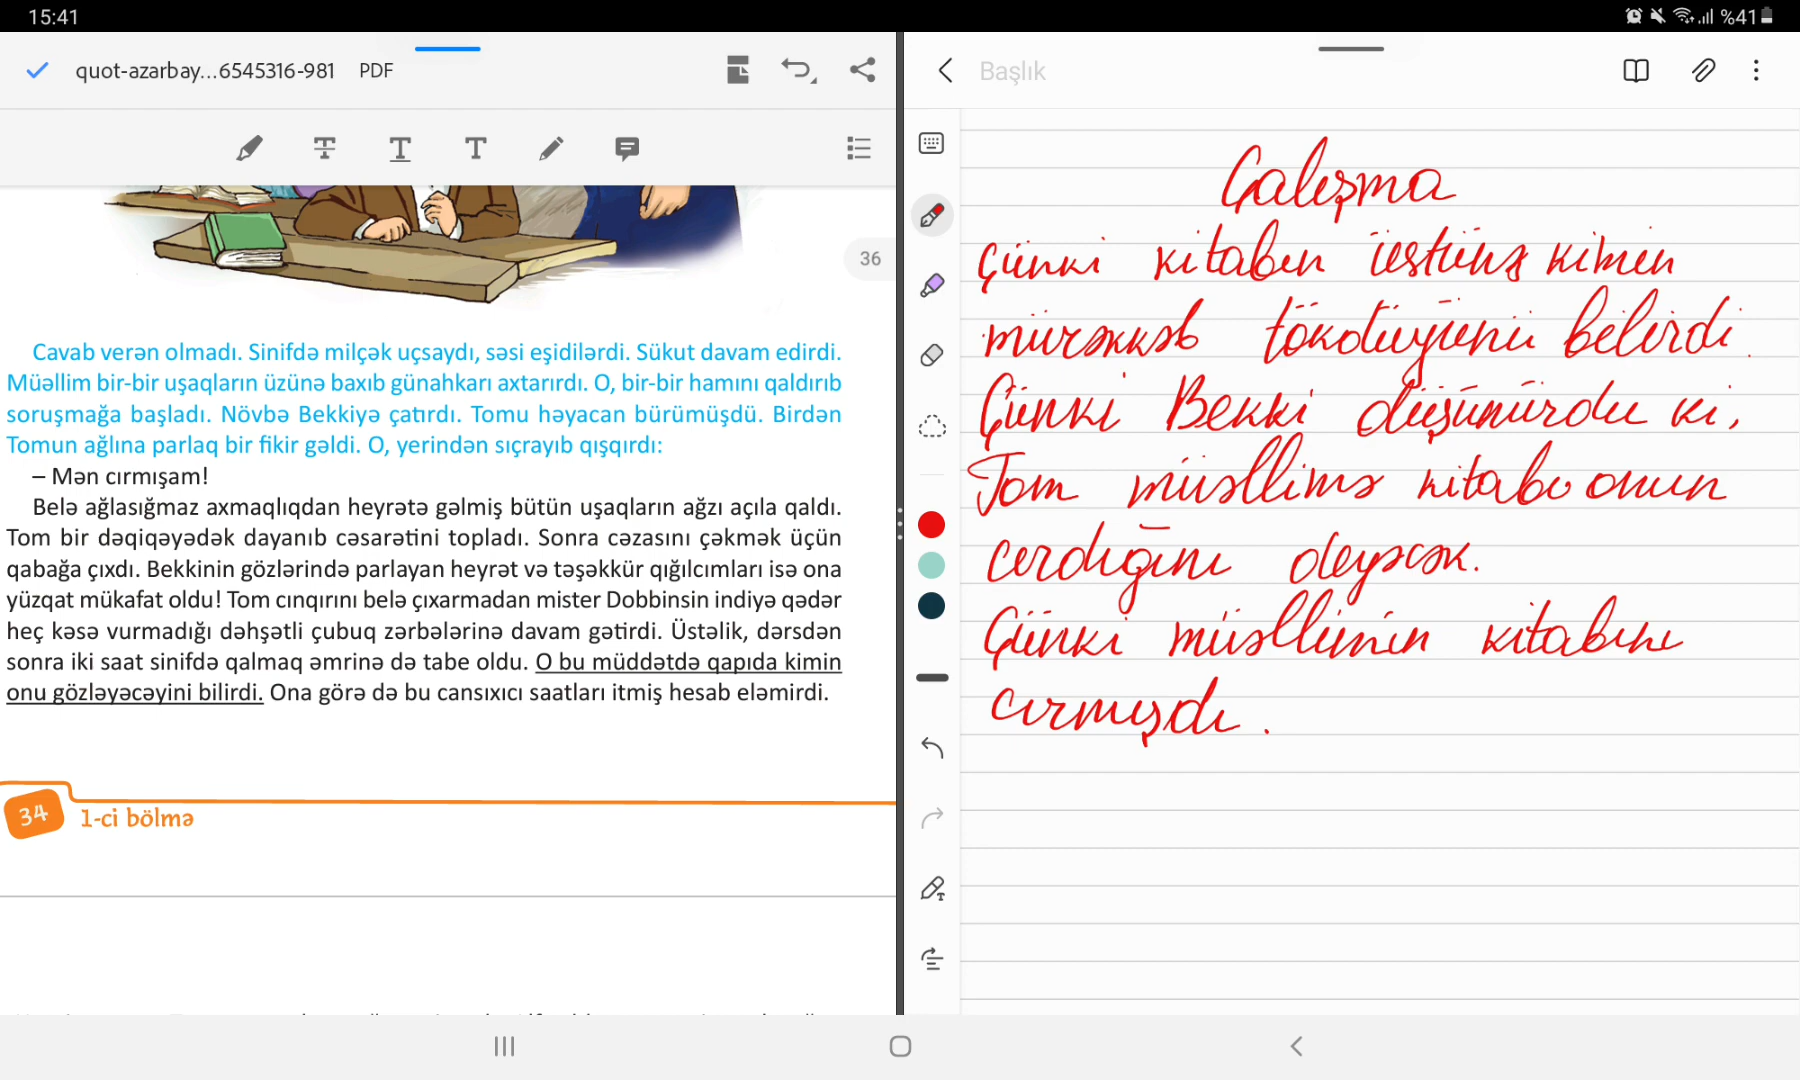 15:41
%41
quot-azarbay...6545316-981 PDF
36
Cavab verən olmadı. Sinifdə milçək uçsaydı, səsi eşidilərdi. Sükut davam edirdi.
Müəllim bir-bir uşaqların üzünə baxıb günahkarı axtarırdı. O, bir-bir hamını qaldırıb
soruşmağa başladı. Növbə Bekkiyə çatırdı. Tomu həyacan bürümüşdü. Birdən
Tomun ağlına parlaq bir fikir gəldi. O, yerindən sıçrayıb qışqırdı:
– Mən cırmışam!
Belə ağlasığmaz axmaqlıqdan heyrətə gəlmiş bütün uşaqların ağzı açıla qaldı.
Tom bir dəqiqəyədək dayanıb cəsarətini topladı. Sonra cəzasını çəkmək üçün
qabağa çıxdı. Bekkinin gözlərində parlayan heyrət və təşəkkür qığılcımları isə ona
yüzqat mükafat oldu! Tom cınqırını belə çıxarmadan mister Dobbinsin indiyə qədər
heç kəsə vurmadığı dəhşətli çubuq zərbələrinə davam gətirdi. Üstəlik, dərsdən
sonra iki saat sinifdə qalmaq əmrinə də tabe oldu. O bu müddətdə qapıda kimin
onu gözləyəcəyini bilirdi. Ona görə də bu cansıxıcı saatları itmiş hesab eləmirdi.
34 1-ci bölmə
Başlık
Çalışma
Çünki kitabın üstünə kimin
mürəkkəb tökdüyünü bilirdi.
Çünki Bekki düşünürdü ki,
Tom müəllimə kitabı onun
cırdığını deyəcək.
Çünki müəllimin kitabını
cırmışdı.